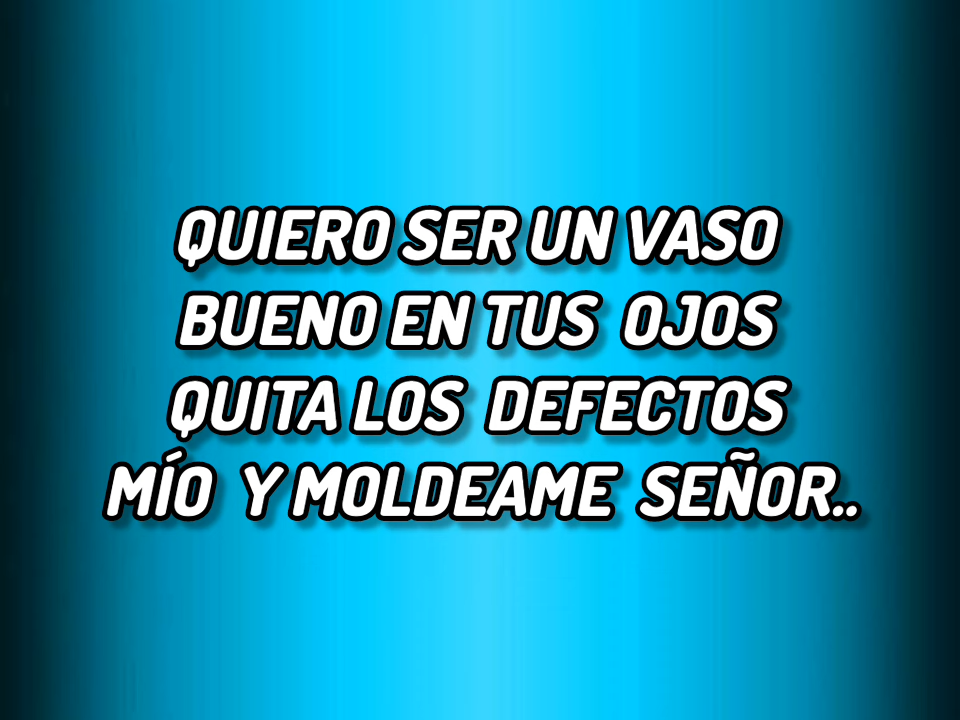 QUIERO SER UN VASO
BUENO EN TUS OJOS
QUITA LOS DEFECTOS
MÍO Y MOLDEAME SEÑOR..